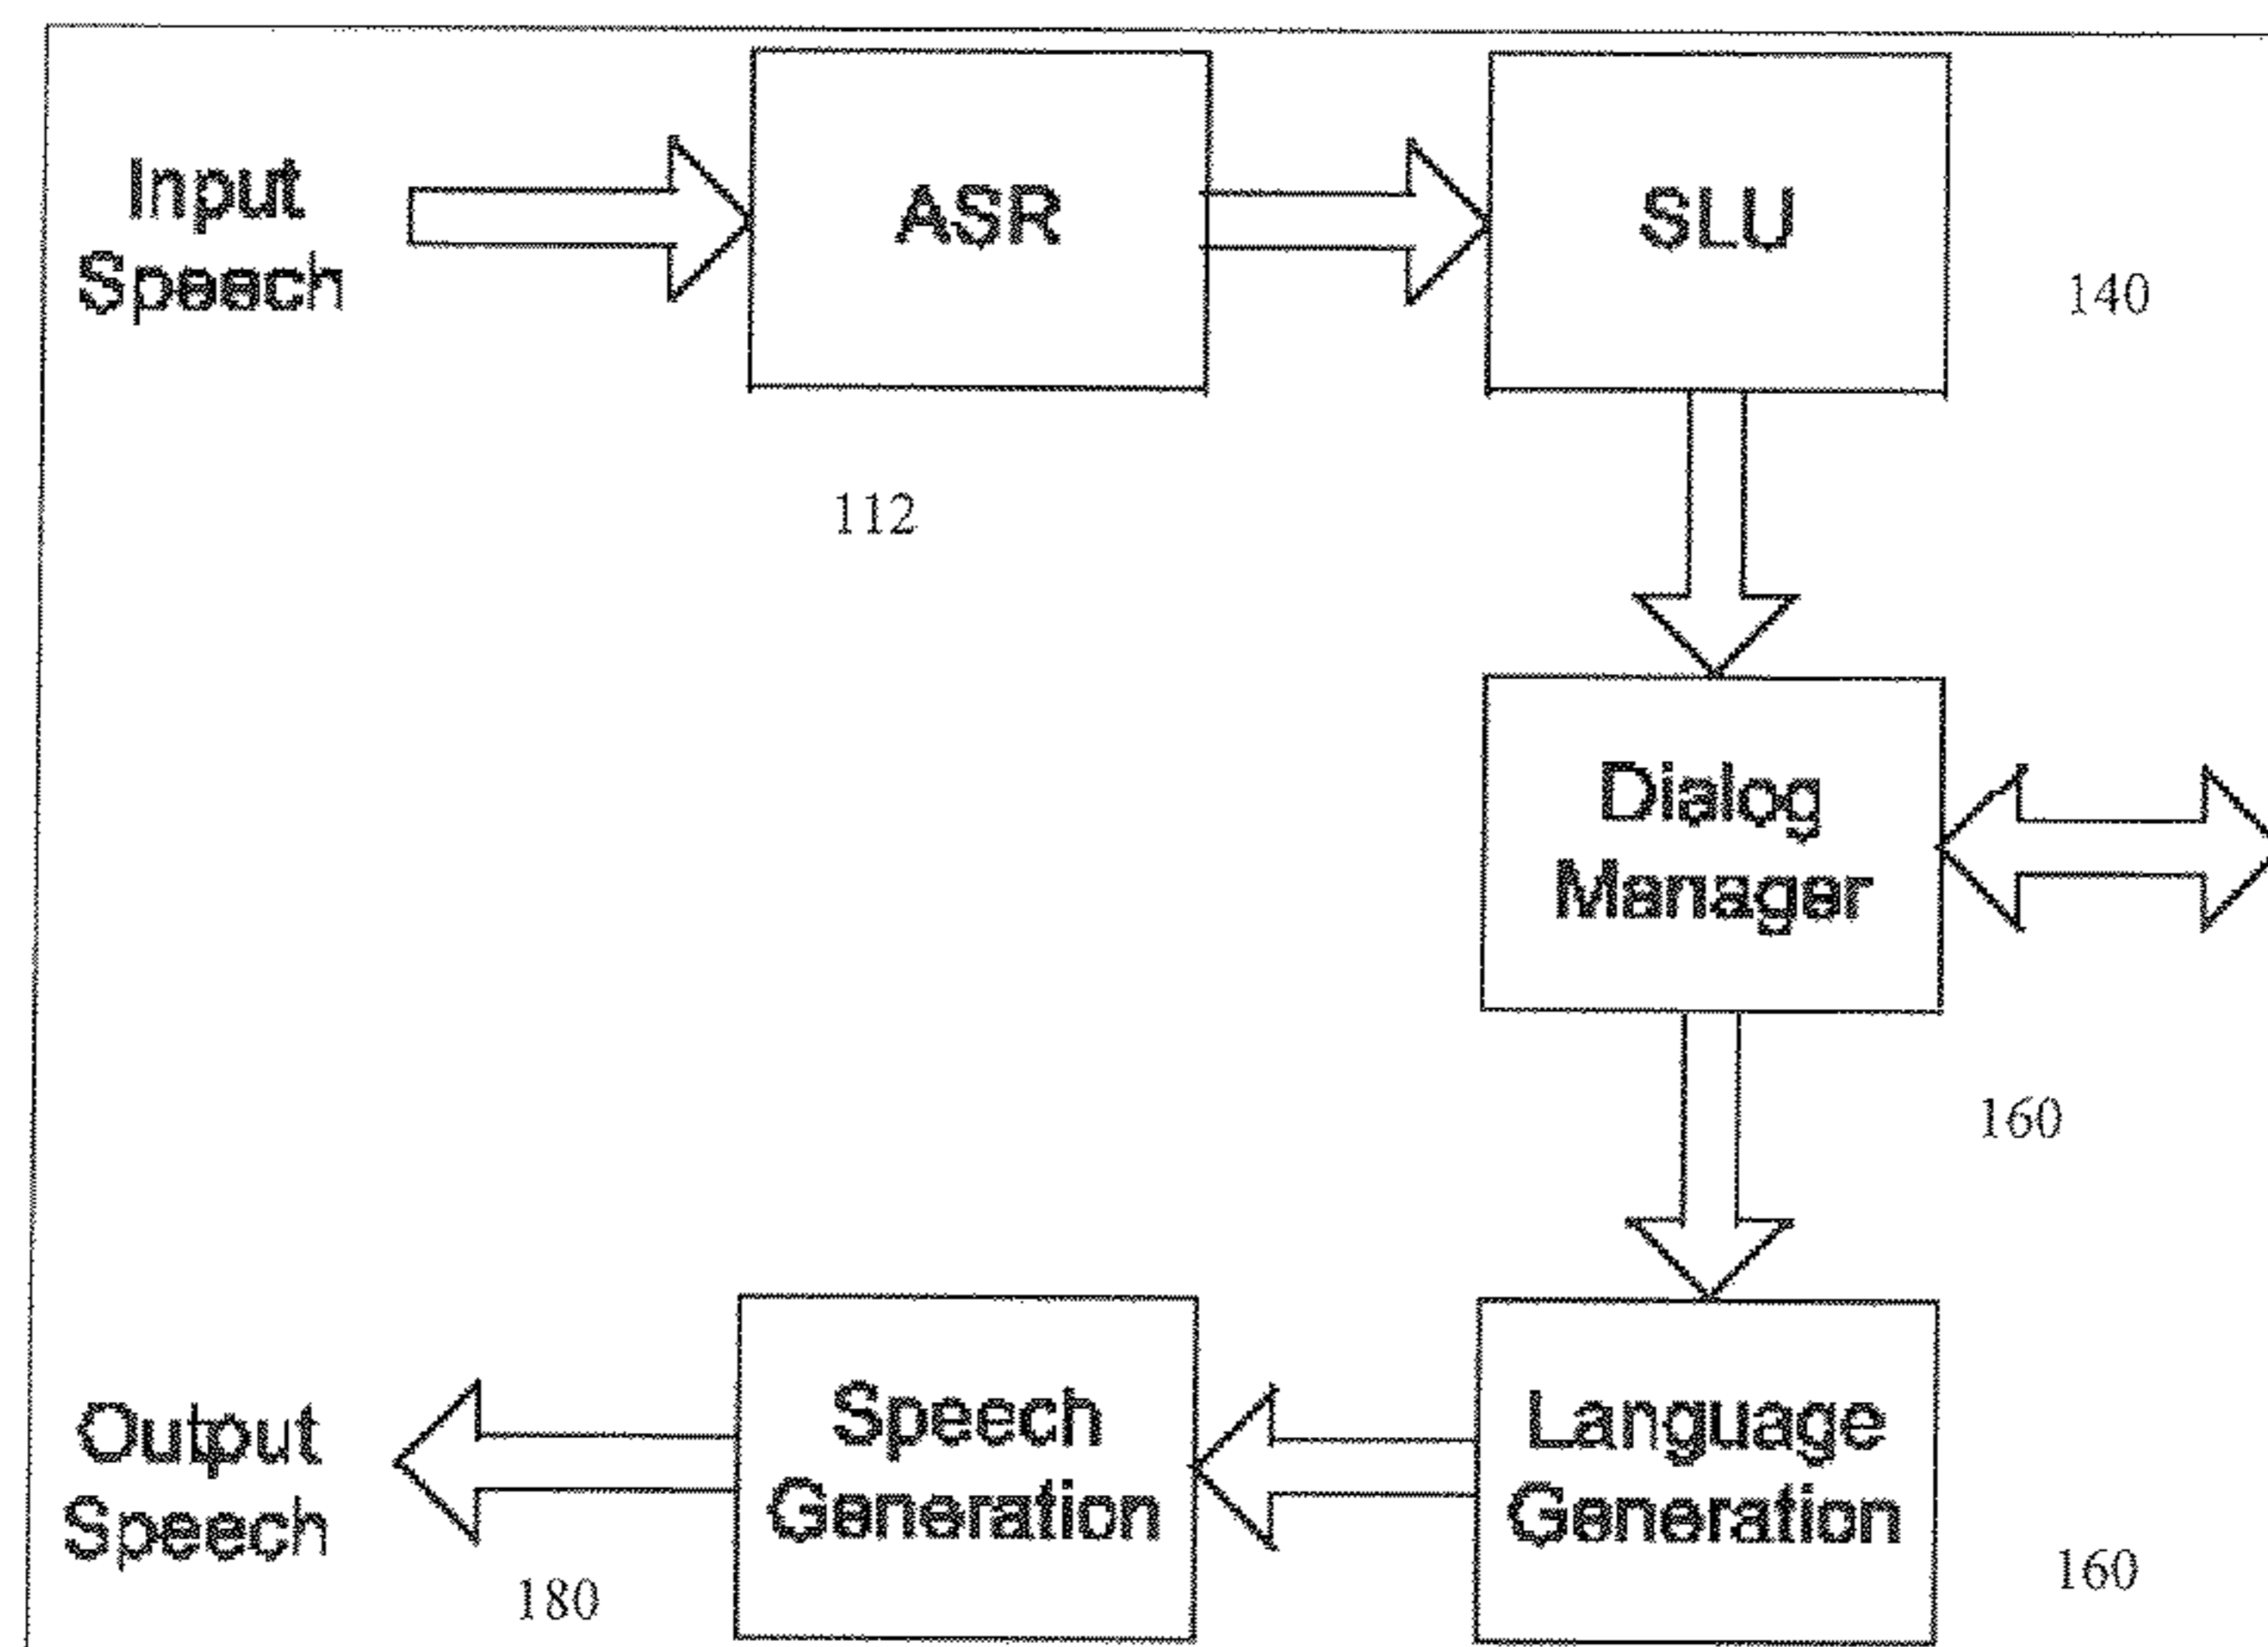 Input
Speech
ASR
SLU
140
112
Dialog
Manager
160
Output
Speech
Speech
Generation
Language
Generation
180
160